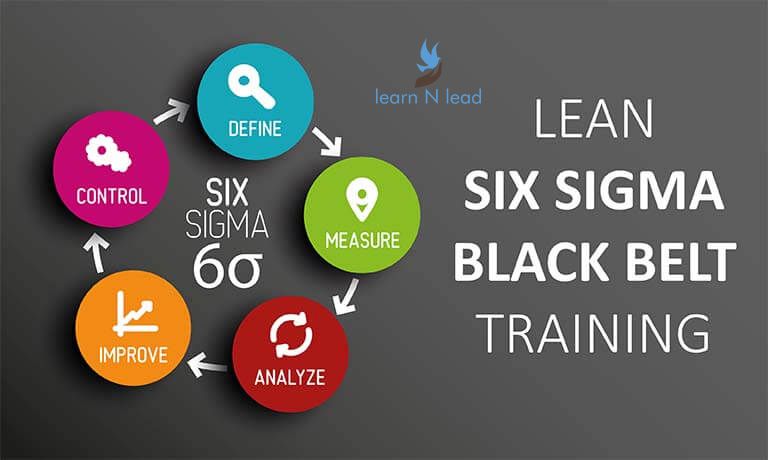 learn N lead
LEAN
SIX SIGMA
BLACK BELT
TRAINING
DEFINE
MEASURE
ANALYZE
IMPROVE
CONTROL
SIX
SIGMA
6σ